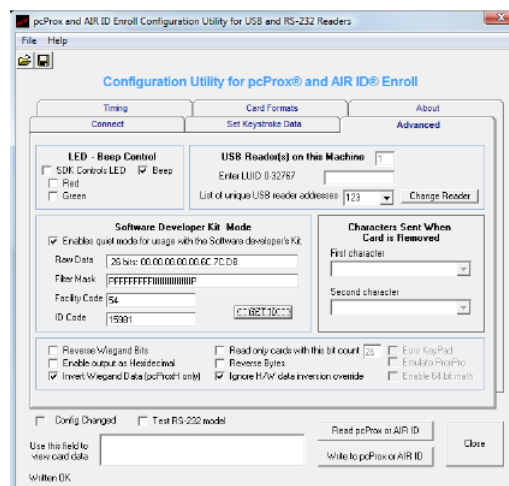 pcProx and AIR ID Enroll Configuration Utility for USB and RS-232 Readers
File Help
Configuration Utility for pcProx® and AIR ID® Enroll
Timing Card Formats About
Connect Set Keystroke Data Advanced
LED - Beep Control
SDK Controls LED Beep
Red
Green
USB Reader(s) on this Machine 1
Enter LUID 0-32767
List of unique USB reader addresses 123 Change Reader
Software Developer Kit Mode
Enables quiet mode for usage with the Software developer's Kit
Raw Data 26 bits: 00.00.00.00.00.6C.7C.DB
Filter Mask
Facility Code 54
ID Code 15981
GET ID
Characters Sent When
Card is Removed
First character
Second character
Reverse Wiegand Bits
Enable output as Hexidecimal
Invert Wiegand Data (pcProxH only)
Read only cards with this bit count 26
Reverse Bytes
Ignore H/W data inversion override
Euro KeyPad
Emulate ProxPro
Enable 64 bit math
Config Changed Test RS-232 model
Use this field to
view card data
Read pcProx or AIR ID
Write to pcProx or AIR ID
Close
Written OK